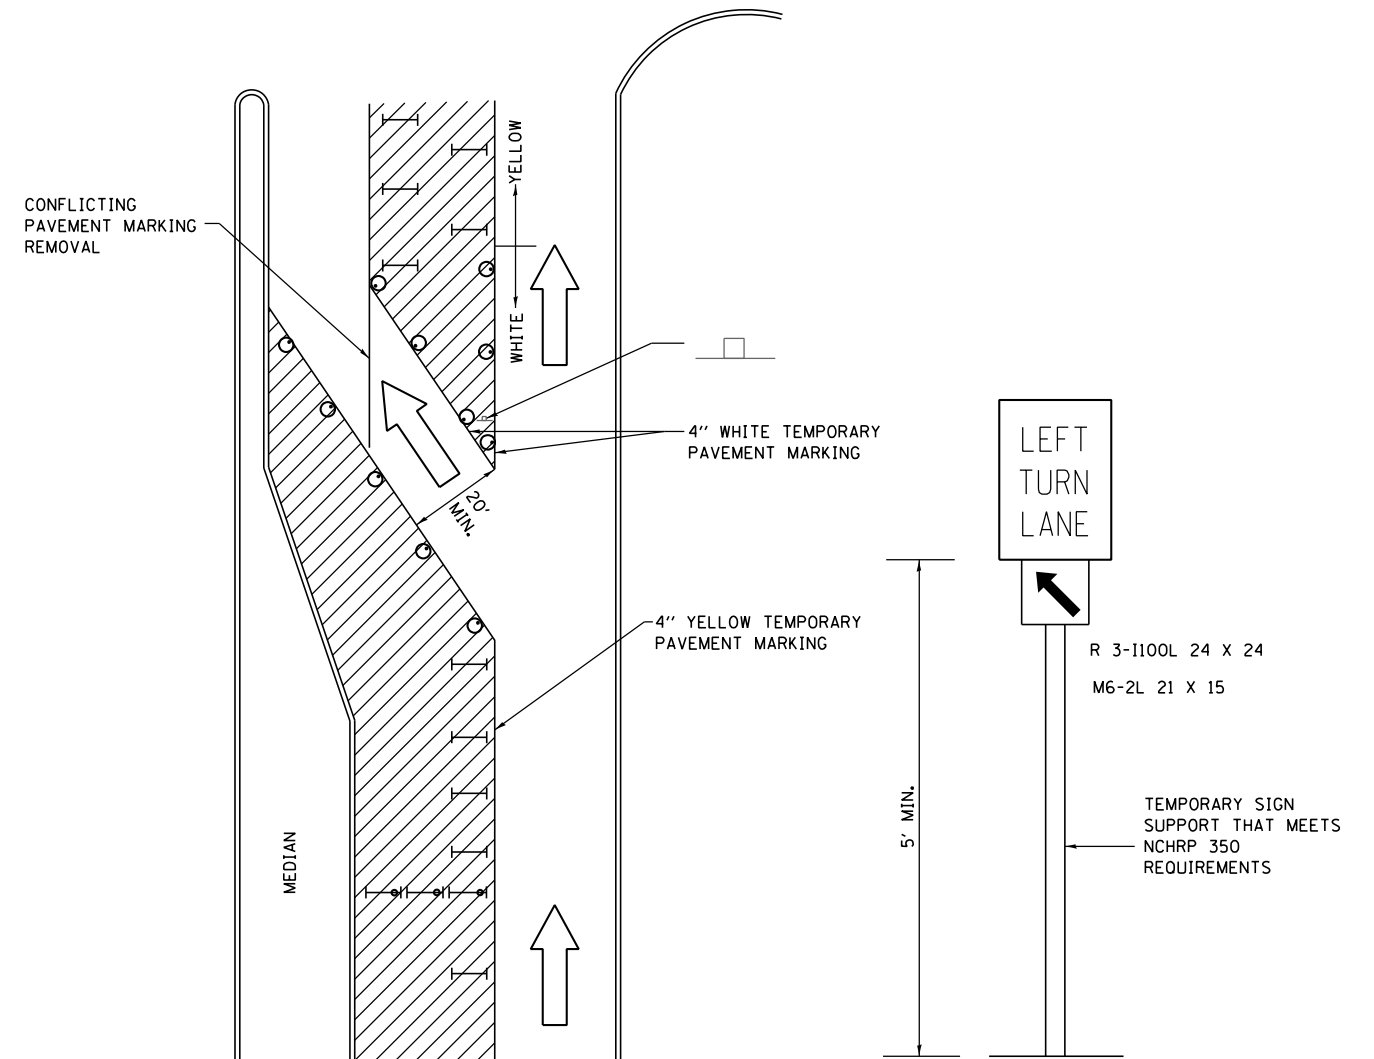 CONFLICTING
PAVEMENT MARKING
REMOVAL
YELLOW
WHITE
4'' WHITE TEMPORARY
PAVEMENT MARKING
20'
MIN.
4'' YELLOW TEMPORARY
PAVEMENT MARKING
MEDIAN
LEFT
TURN
LANE
R 3-I100L 24 X 24
M6-2L 21 X 15
5' MIN.
TEMPORARY SIGN
SUPPORT THAT MEETS
NCHRP 350
REQUIREMENTS